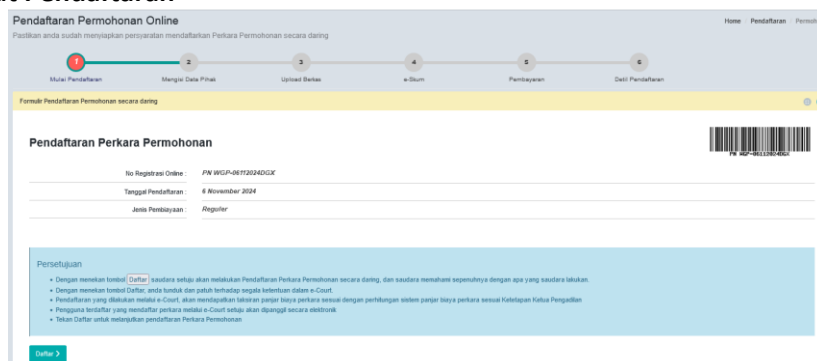 Pendaftaran Permohonan Online
Home / Pendaftaran / Permoh
Pastikan anda sudah menyiapkan persyaratan mendaftarkan Perkara Permohonan secara daring
1 2 3 4 5 6
Mulai Pendaftaran Mengisi Data Pihak Upload Berkas e-Skum Pembayaran Detil Pendaftaran
Formulir Pendaftaran Permohonan secara daring
Pendaftaran Perkara Permohonan
PN WGP-06112024DGX
No Registrasi Online : PN WGP-06112024DGX
Tanggal Pendaftaran : 6 November 2024
Jenis Pembiayaan : Reguler
Persetujuan
Dengan menekan tombol Daftar saudara setuju akan melakukan Pendaftaran Perkara Permohonan secara daring, dan saudara memahami sepenuhnya dengan apa yang saudara lakukan.
Dengan menekan tombol Daftar, anda tunduk dan patuh terhadap segala ketentuan dalam e-Court.
Pendaftaran yang dilakukan melalui e-Court, akan mendapatkan taksiran panjar biaya perkara sesuai dengan perhitungan sistem panjar biaya perkara sesuai Ketetapan Ketua Pengadilan
Pengguna terdaftar yang mendaftar perkara melalui e-Court setuju akan dipanggil secara elektronik
Tekan Daftar untuk melanjutkan pendaftaran Perkara Permohonan
Daftar >